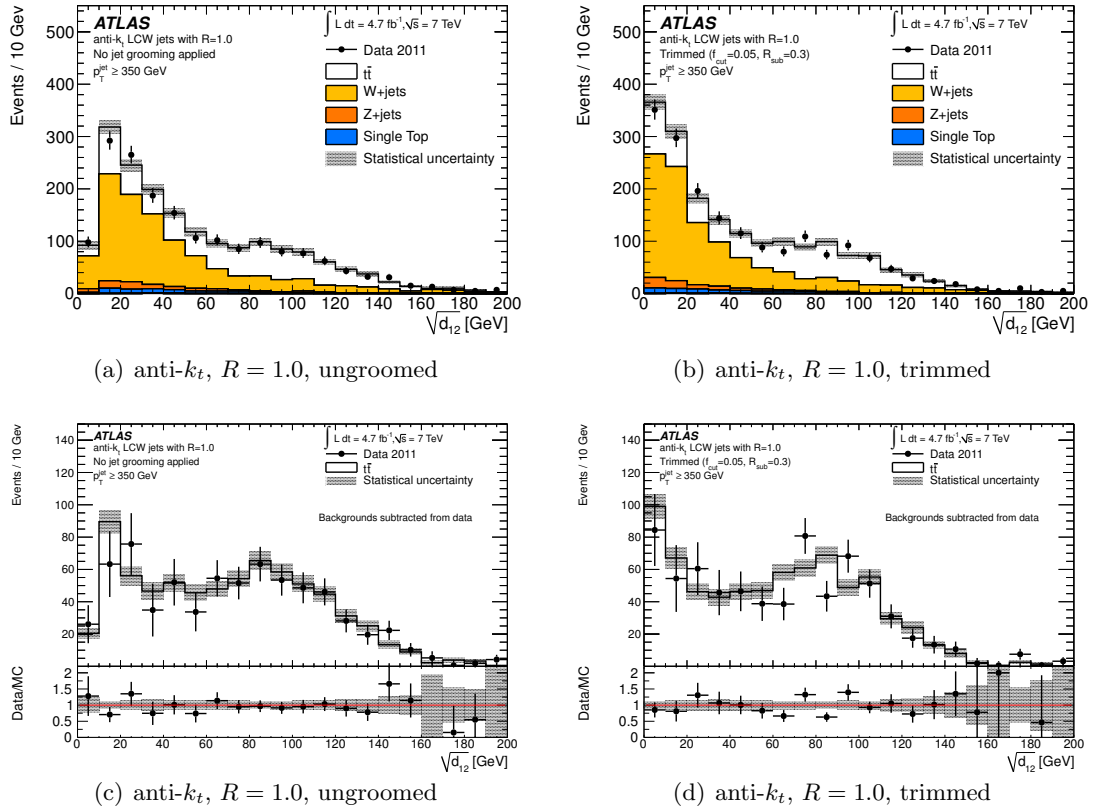 ATLAS
anti-kt LCW jets with R=1.0
No jet grooming applied
pTjet ≥ 350 GeV
∫ L dt = 4.7 fb-1,√s = 7 TeV
Data 2011
tt̄
W+jets
Z+jets
Single Top
Statistical uncertainty
Events / 10 Gev
0
100
200
300
400
500
0 20 40 60 80 100 120 140 160 180 200
√d12 [GeV]
(a) anti-kt, R = 1.0, ungroomed
ATLAS
anti-kt LCW jets with R=1.0
Trimmed (fcut=0.05, Rsub=0.3)
pTjet ≥ 350 GeV
∫ L dt = 4.7 fb-1,√s = 7 TeV
Data 2011
tt̄
W+jets
Z+jets
Single Top
Statistical uncertainty
Events / 10 Gev
0
100
200
300
400
500
0 20 40 60 80 100 120 140 160 180 200
√d12 [GeV]
(b) anti-kt, R = 1.0, trimmed
ATLAS
anti-kt LCW jets with R=1.0
No jet grooming applied
pTjet ≥ 350 GeV
∫ L dt = 4.7 fb-1,√s = 7 TeV
Data 2011
tt̄
Statistical uncertainty
Backgrounds subtracted from data
Events / 10 Gev
20
40
60
80
100
120
140
Data/MC
0
0.5
1
1.5
2
0 20 40 60 80 100 120 140 160 180 200
√d12 [GeV]
(c) anti-kt, R = 1.0, ungroomed
ATLAS
anti-kt LCW jets with R=1.0
Trimmed (fcut=0.05, Rsub=0.3)
pTjet ≥ 350 GeV
∫ L dt = 4.7 fb-1,√s = 7 TeV
Data 2011
tt̄
Statistical uncertainty
Backgrounds subtracted from data
Events / 10 Gev
20
40
60
80
100
120
140
Data/MC
0
0.5
1
1.5
2
0 20 40 60 80 100 120 140 160 180 200
√d12 [GeV]
(d) anti-kt, R = 1.0, trimmed